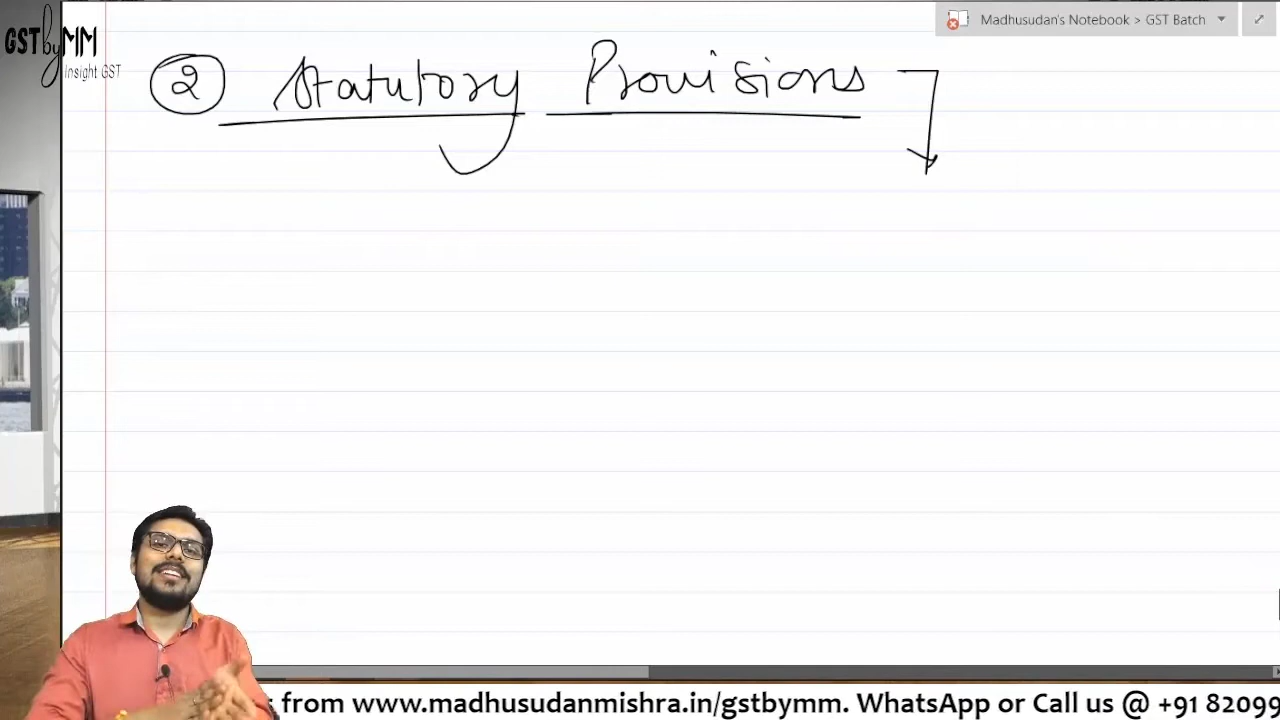 GSTbyMM
Insight GST
Madhusudan's Notebook > GST Batch
② Statutory Provisions
s from www.madhusudanmishra.in/gstbymm. WhatsApp or Call us @ +91 82099